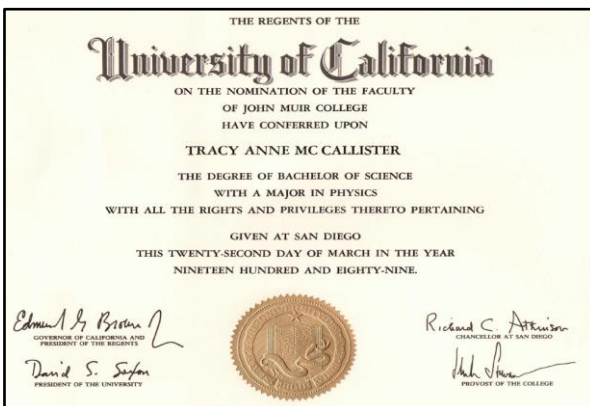 THE REGENTS OF THE
University of California
ON THE NOMINATION OF THE FACULTY
OF JOHN MUIR COLLEGE
HAVE CONFERRED UPON
TRACY ANNE MC CALLISTER
THE DEGREE OF BACHELOR OF SCIENCE
WITH A MAJOR IN PHYSICS
WITH ALL THE RIGHTS AND PRIVILEGES THERETO PERTAINING
GIVEN AT SAN DIEGO
THIS TWENTY-SECOND DAY OF MARCH IN THE YEAR
NINETEEN HUNDRED AND EIGHTY-NINE.
Edmund G Brown Jr
GOVERNOR OF CALIFORNIA AND
PRESIDENT OF THE REGENTS
Richard C. Atkinson
CHANCELLOR AT SAN DIEGO
David S. Saxon
PRESIDENT OF THE UNIVERSITY
PROVOST OF THE COLLEGE